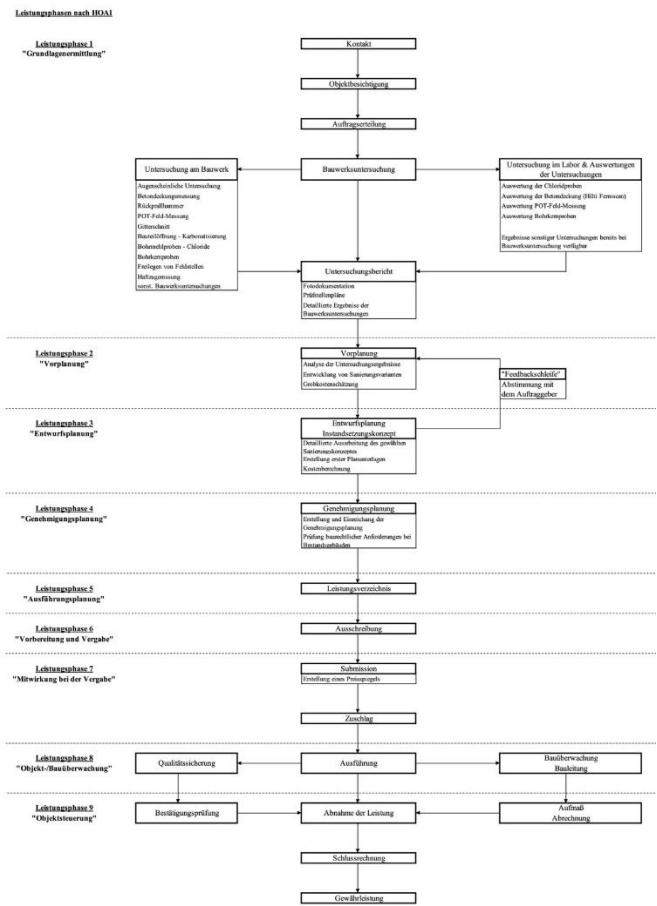 Leistungsphasen nach HOAI
Leistungsphase 1
"Grundlagenermittlung"
Kontakt
Objektbesichtigung
Auftragserteilung
Untersuchung am Bauwerk
Augenscheinliche Untersuchung
Betondeckungsmessung
Rückprallhammer
POT-Feld-Messung
Gitterschnitt
Bauteilöffnung - Karbonatisierung
Bohrmehlproben - Chloride
Bohrkernproben
Freilegen von Fehlstellen
Haftzugmessung
sonst. Bauwerksuntersuchungen
Bauwerksuntersuchung
Untersuchung im Labor & Auswertungen
der Untersuchungen
Auswertung der Chloridproben
Auswertung der Betondeckung (Hilti Ferroscan)
Auswertung POT-Feld-Messung
Auswertung Bohrkernproben
Ergebnisse sonstiger Untersuchungen bereits bei
Bauwerksuntersuchung verfügbar
Untersuchungsbericht
Fotodokumentation
Prüfstellenpläne
Detaillierte Ergebnisse der
Bauwerksuntersuchungen
Leistungsphase 2
"Vorplanung"
Vorplanung
Analyse der Untersuchungsergebnisse
Entwicklung von Sanierungsvarianten
Grobkostenschätzung
"Feedbackschleife"
Abstimmung mit
dem Auftraggeber
Leistungsphase 3
"Entwurfsplanung"
Entwurfsplanung
Instandsetzungskonzept
Detaillierte Ausarbeitung des gewählten
Sanierungskonzeptes
Erstellung erster Planunterlagen
Kostenberechnung
Leistungsphase 4
"Genehmigungsplanung"
Genehmigungsplanung
Erstellung und Einreichung der
Genehmigungsplanung
Prüfung baurechtlicher Anforderungen bei
Bestandsgebäuden
Leistungsphase 5
"Ausführungsplanung"
Leistungsverzeichnis
Leistungsphase 6
"Vorbereitung und Vergabe"
Ausschreibung
Leistungsphase 7
"Mitwirkung bei der Vergabe"
Submission
Erstellung eines Preisspiegels
Zuschlag
Leistungsphase 8
"Objekt-/Bauüberwachung"
Qualitätssicherung
Ausführung
Bauüberwachung
Bauleitung
Leistungsphase 9
"Objektsteuerung"
Bestätigungsprüfung
Abnahme der Leistung
Aufmaß
Abrechnung
Schlussrechnung
Gewährleistung